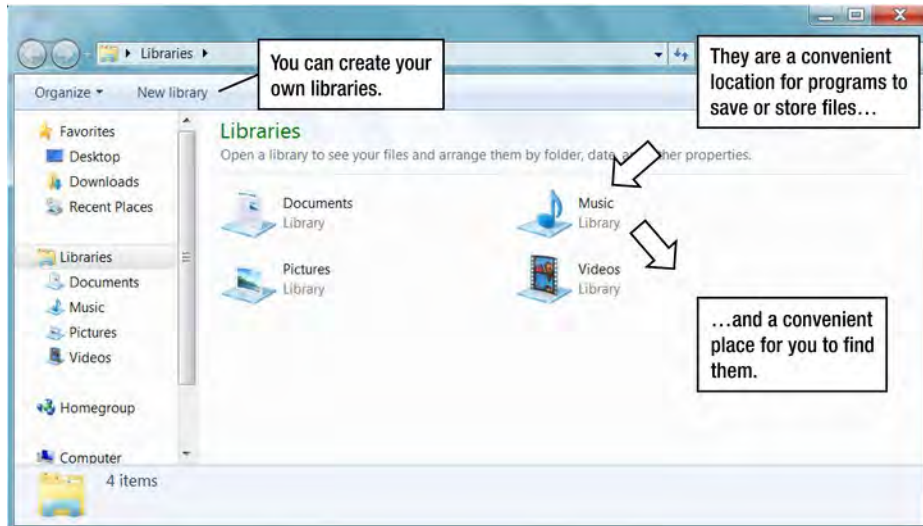 Libraries
You can create your
own libraries.
They are a convenient
location for programs to
save or store files…
Organize
New library
Favorites
Desktop
Downloads
Recent Places
Libraries
Documents
Music
Pictures
Videos
Homegroup
Computer
Libraries
Open a library to see your files and arrange them by folder, date, properties.
Documents
Library
Music
Library
Pictures
Library
Videos
Library
…and a convenient
place for you to find
them.
4 items